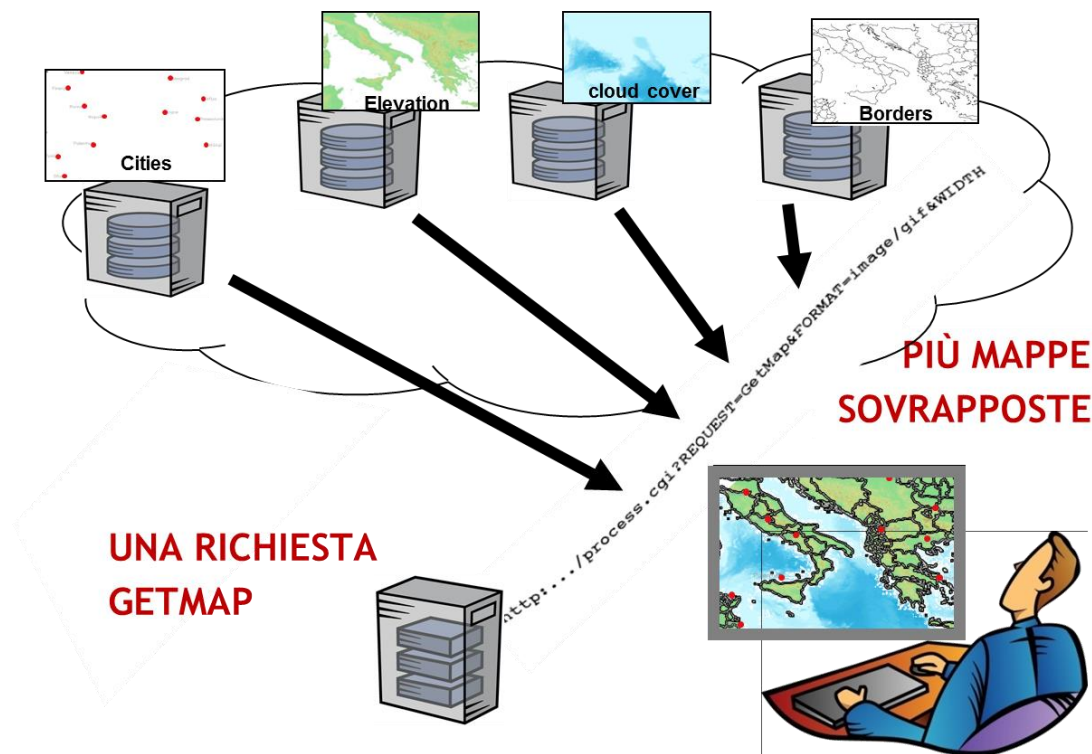 Cities
Elevation
cloud cover
Borders
http:.../process.cgi?REQUEST=GetMap&FORMAT=image/gif&WIDTH
PIÙ MAPPE
SOVRAPPOSTE
UNA RICHIESTA
GETMAP